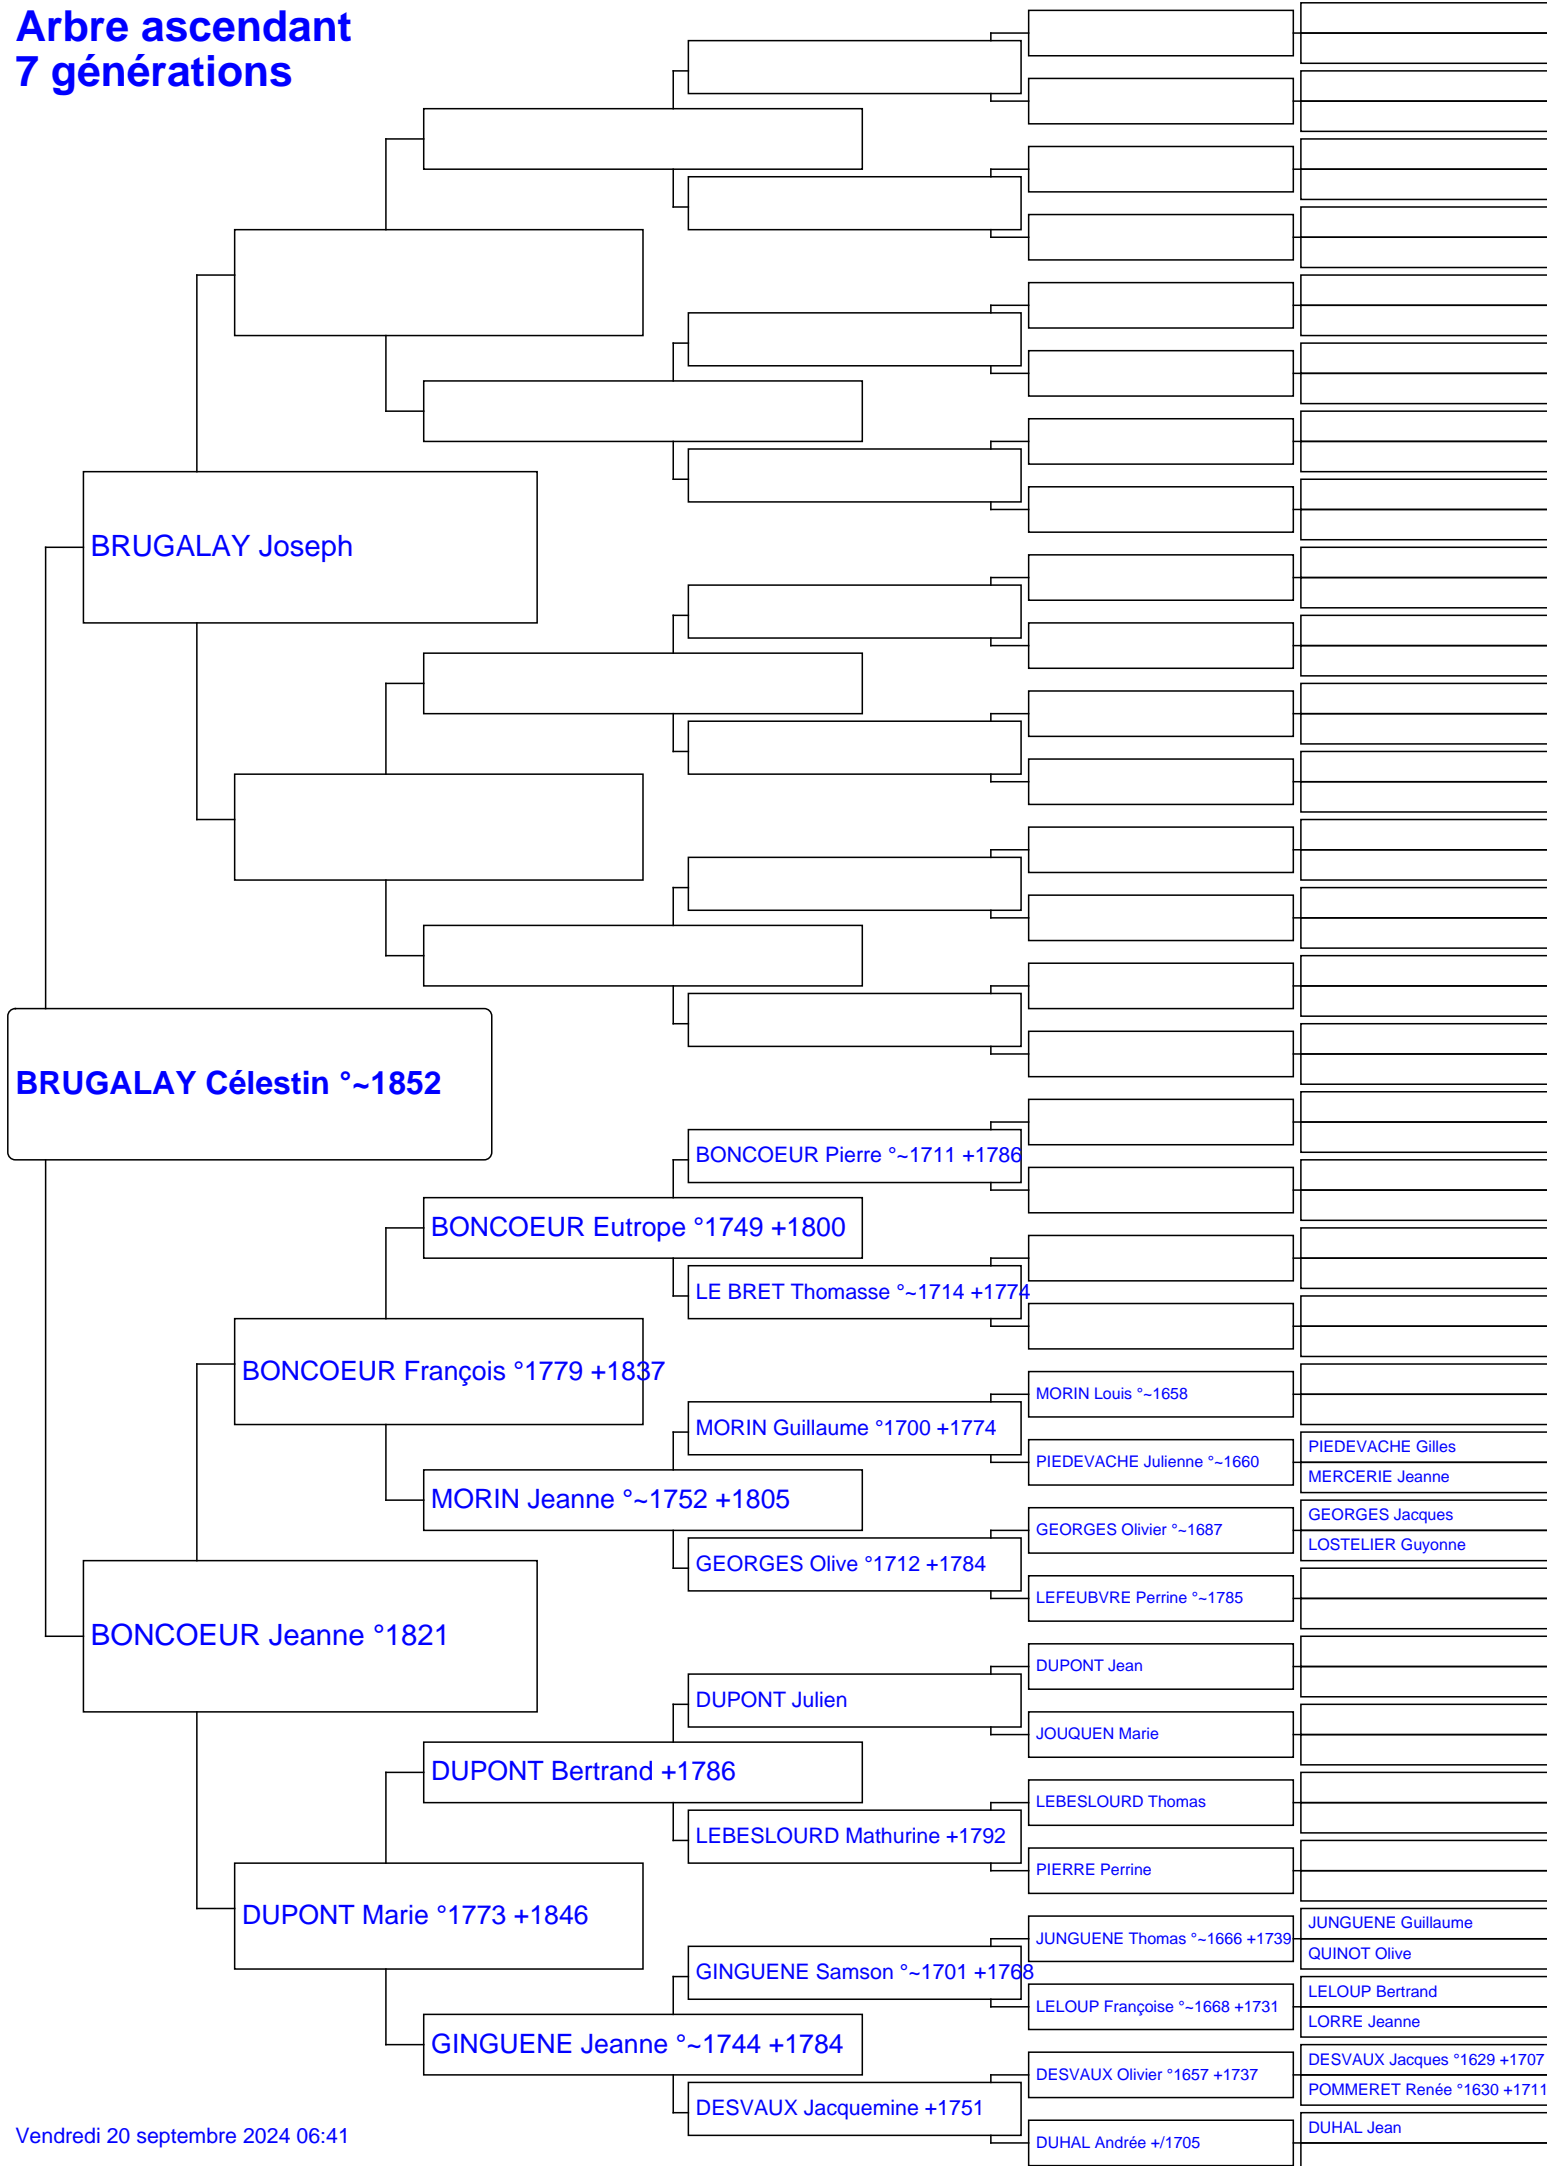 Arbre ascendant
7 générations
BRUGALAY Joseph
BRUGALAY Célestin °~1852
BONCOEUR Pierre °~1711 +1786
BONCOEUR Eutrope °1749 +1800
LE BRET Thomasse °~1714 +1774
BONCOEUR François °1779 +1837
MORIN Louis °~1658
MORIN Guillaume °1700 +1774
PIEDEVACHE Gilles
PIEDEVACHE Julienne °~1660
MERCERIE Jeanne
MORIN Jeanne °~1752 +1805
GEORGES Jacques
GEORGES Olivier °~1687
LOSTELIER Guyonne
GEORGES Olive °1712 +1784
LEFEUBVRE Perrine °~1785
BONCOEUR Jeanne °1821
DUPONT Jean
DUPONT Julien
JOUQUEN Marie
DUPONT Bertrand +1786
LEBESLOURD Thomas
LEBESLOURD Mathurine +1792
PIERRE Perrine
DUPONT Marie °1773 +1846
JUNGUENE Guillaume
JUNGUENE Thomas °~1666 +1739
QUINOT Olive
GINGUENE Samson °~1701 +1768
LELOUP Bertrand
LELOUP Françoise °~1668 +1731
LORRE Jeanne
GINGUENE Jeanne °~1744 +1784
DESVAUX Jacques °1629 +1707
DESVAUX Olivier °1657 +1737
POMMERET Renée °1630 +1711
DESVAUX Jacquemine +1751
DUHAL Jean
DUHAL Andrée +/1705
Vendredi 20 septembre 2024 06:41